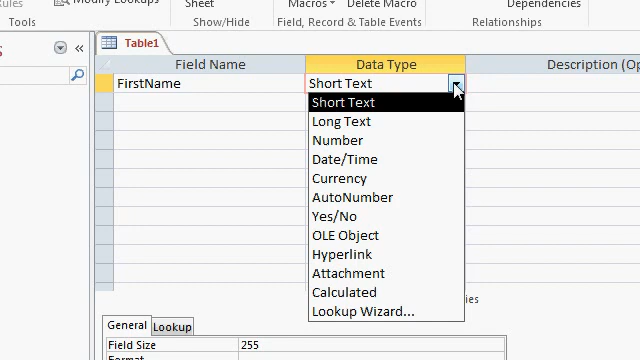 Rules
Modify Lookups
Sheet
Macros
Delete Macro
Dependencies
Tools
Show/Hide
Field, Record & Table Events
Relationships
Table1
Field Name
Data Type
Description (Op
FirstName
Short Text
Short Text
Long Text
Number
Date/Time
Currency
AutoNumber
Yes/No
OLE Object
Hyperlink
Attachment
Calculated
Lookup Wizard...
ies
General
Lookup
Field Size
255
Format